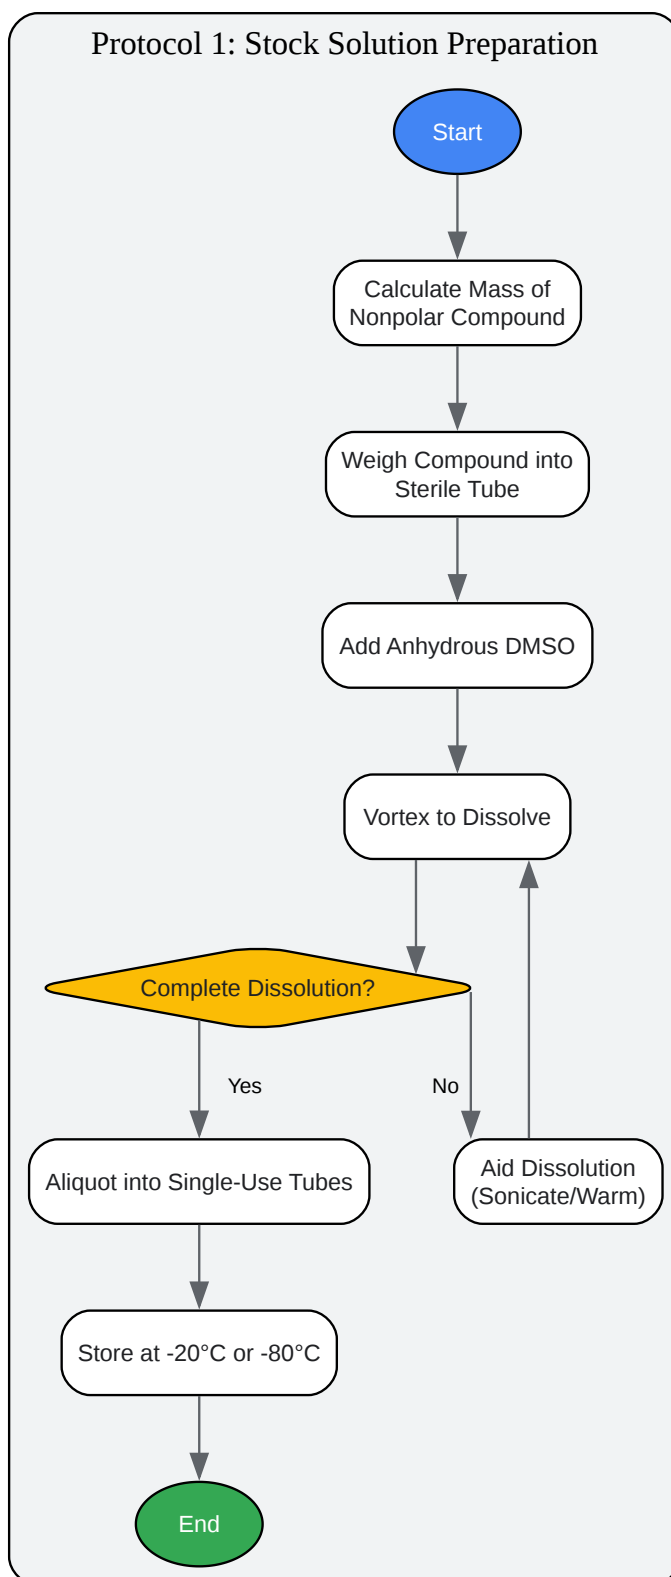 Protocol 1: Stock Solution Preparation
Start
Calculate Mass of
Nonpolar Compound
Weigh Compound into
Sterile Tube
Add Anhydrous DMSO
Vortex to Dissolve
Complete Dissolution?
Yes
No
Aliquot into Single-Use Tubes
Aid Dissolution
(Sonicate/Warm)
Store at -20°C or -80°C
End